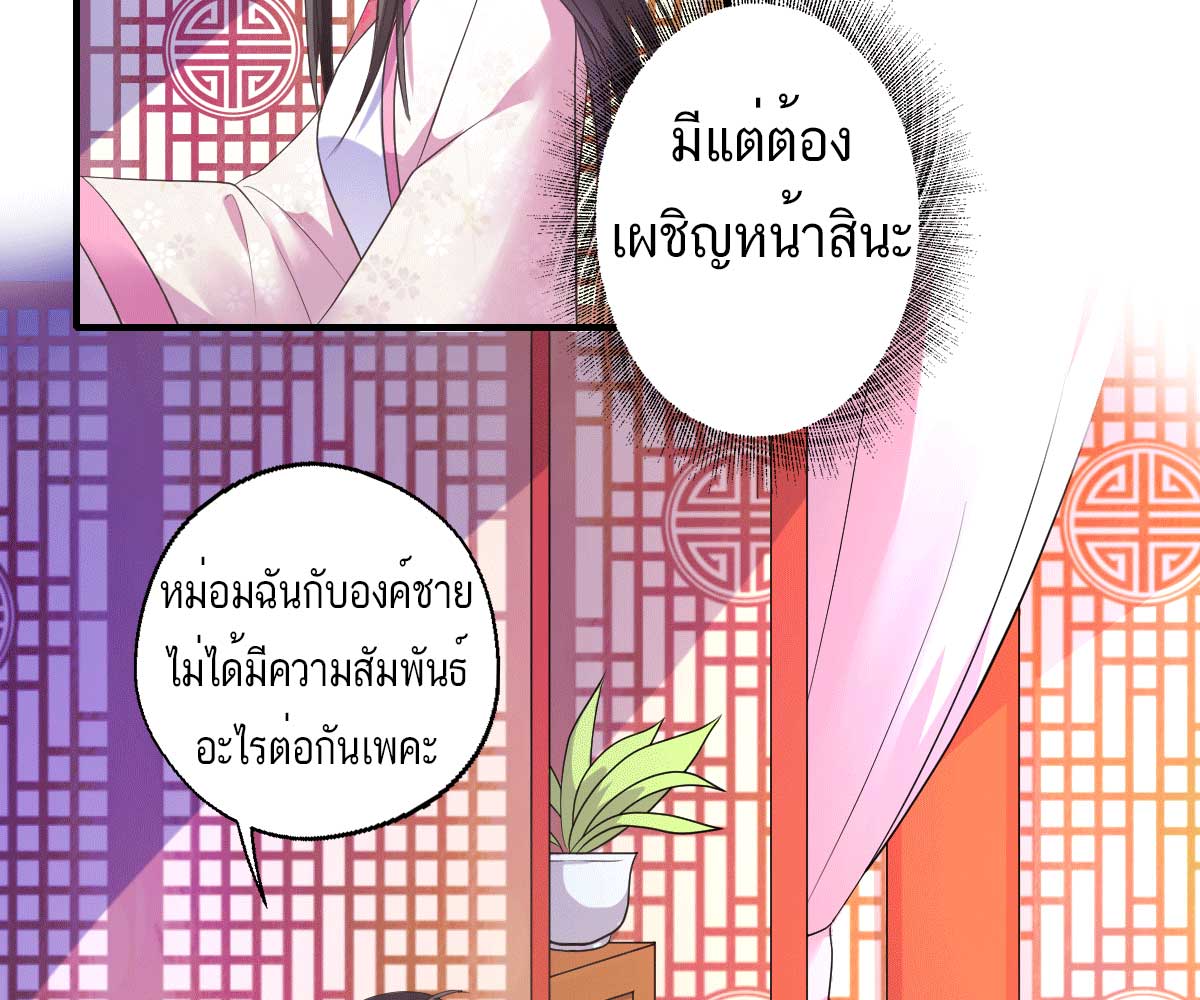 มีแต่ต้อง
เผชิญหน้าสินะ
หม่อมฉันกับองค์ชาย
ไม่ได้มีความสัมพันธ์
อะไรต่อกันเพคะ